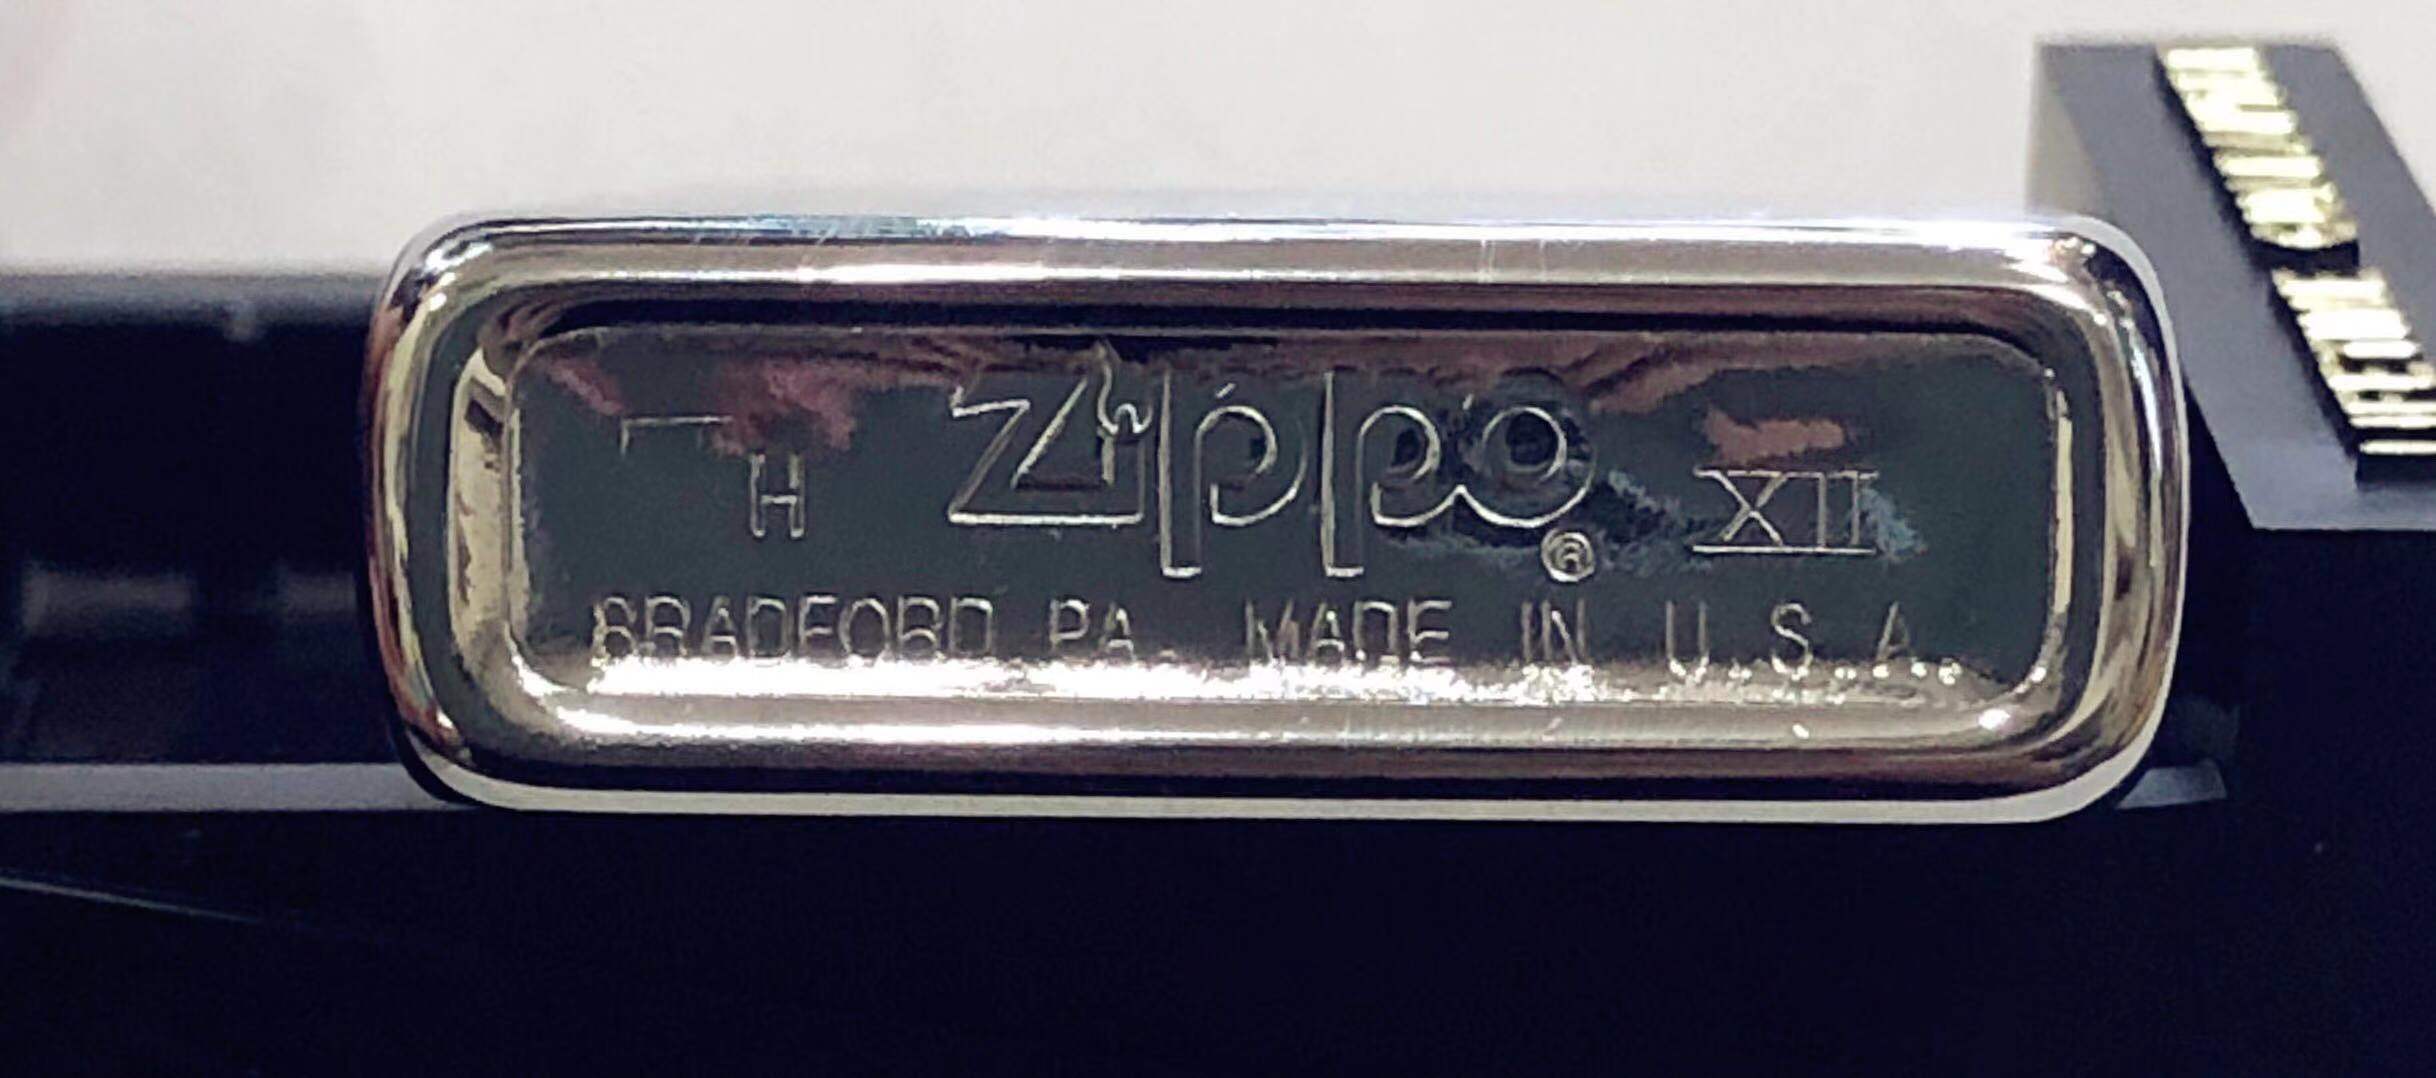 H Zippo® XII
BRADFORD PA. MADE IN U.S.A.